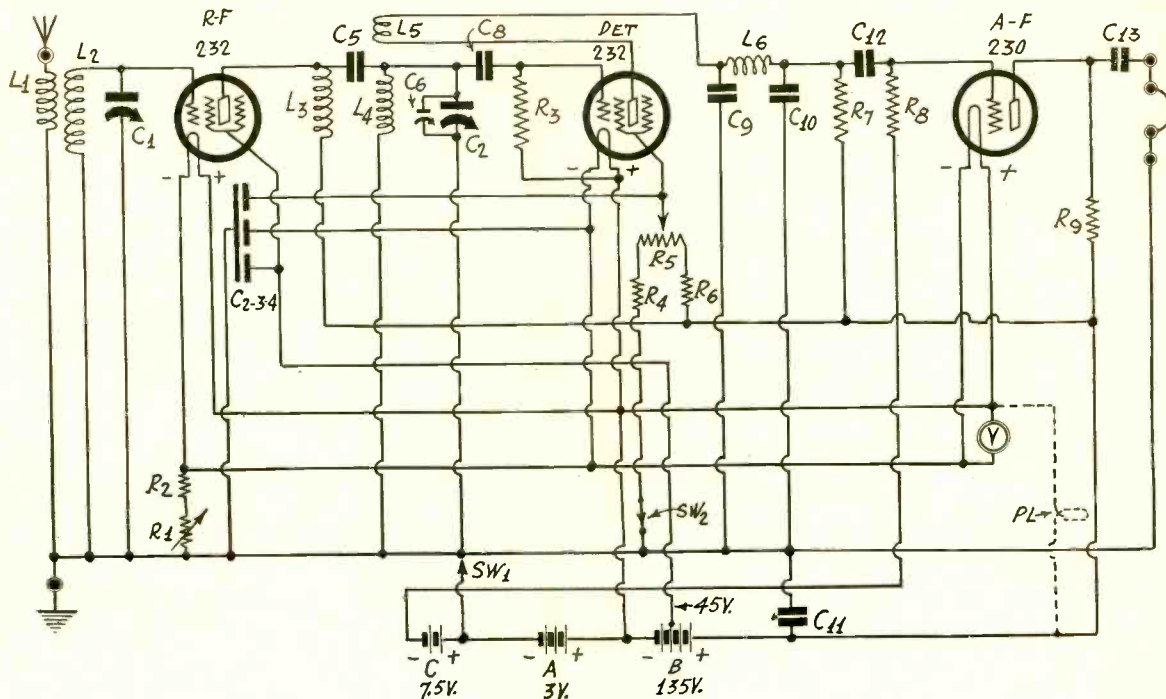 R-F
232
L5
C8
DET
232
L6
C12
A-F
230
C13
L1
L2
C1
C5
L3
L4
C6
C2
R3
C9
C10
R7
R8
R9
- +
- +
- +
C2-3-4
R5
R4
R6
V
R2
R1
SW2
PL
SW1
45V.
C11
- C +
7.5V.
- A +
3V.
- B +
135V.